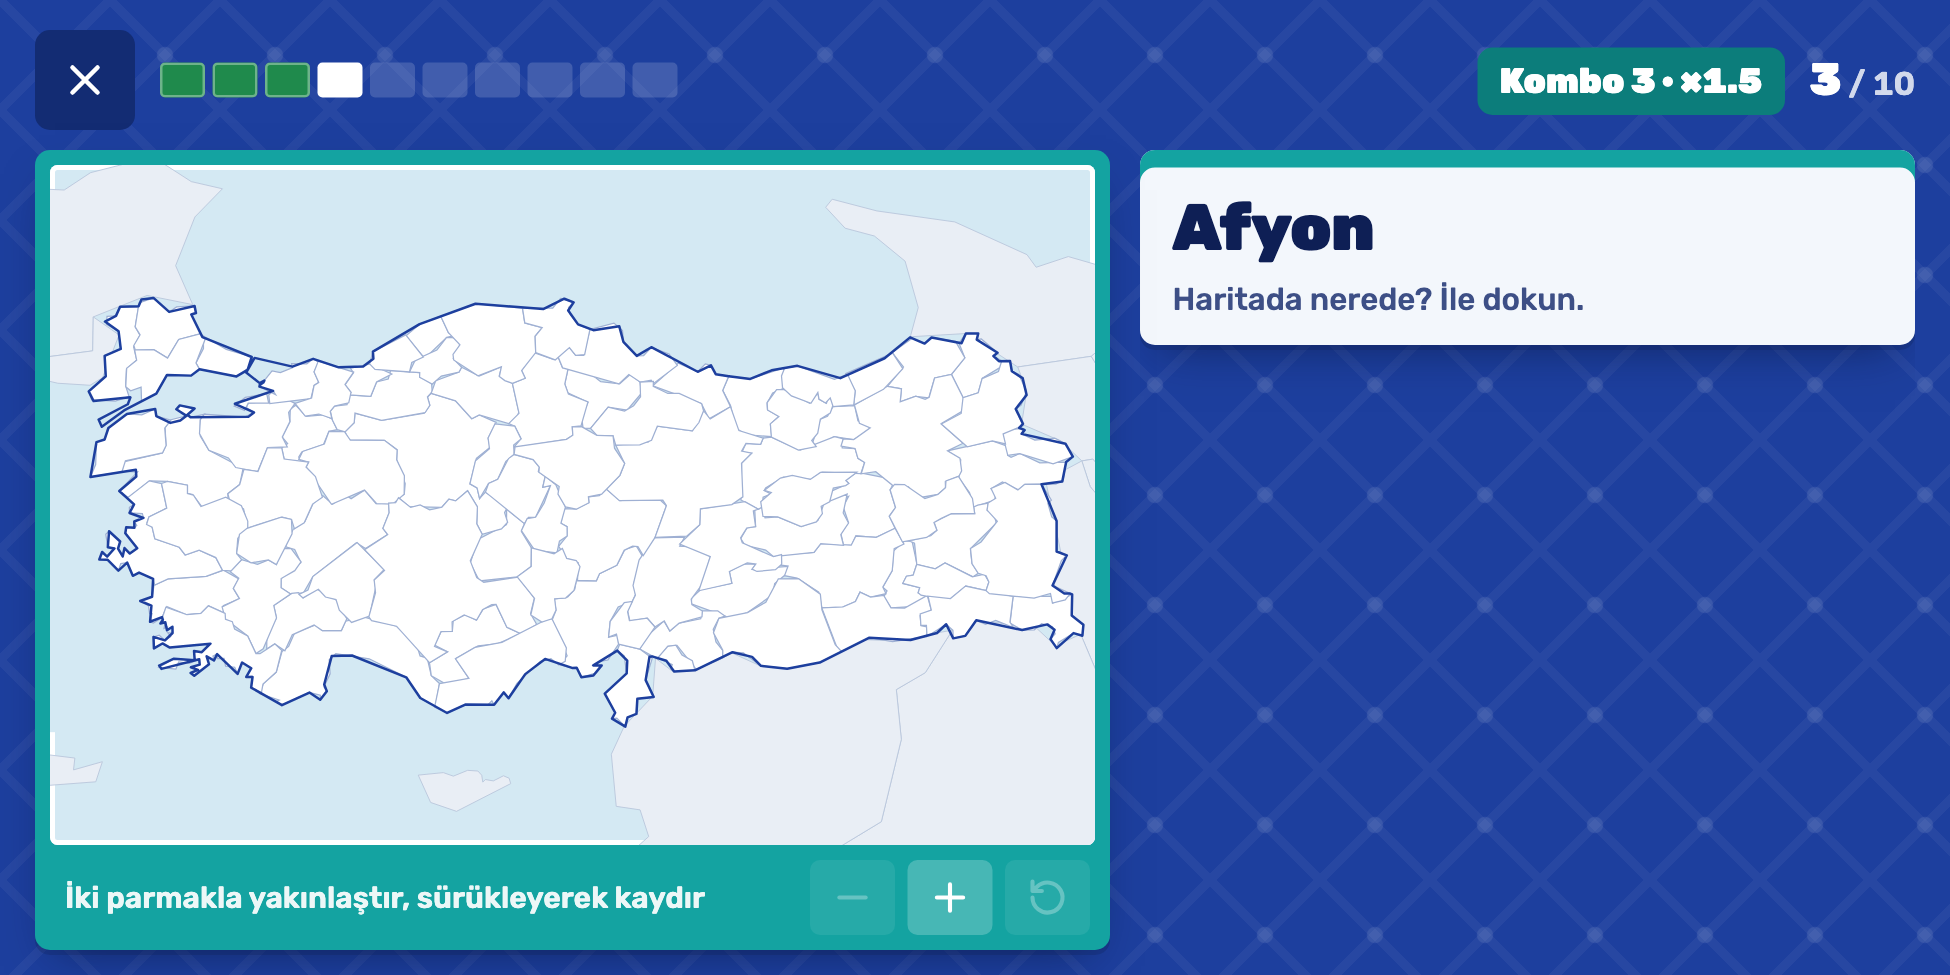 Kombo 3 • ×1.5
3 / 10
Afyon
Haritada nerede? İle dokun.
İki parmakla yakınlaştır, sürükleyerek kaydır